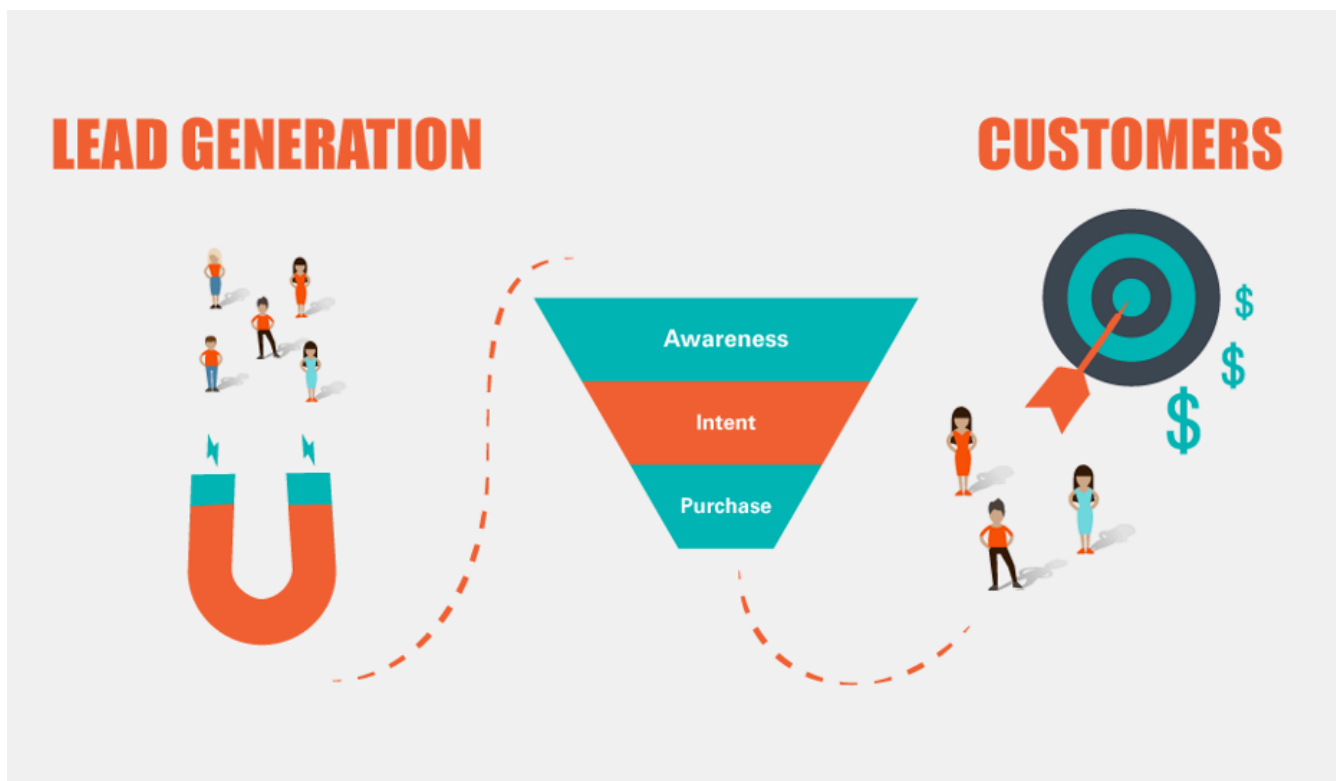 LEAD GENERATION
CUSTOMERS
Awareness
Intent
Purchase
$
$
$